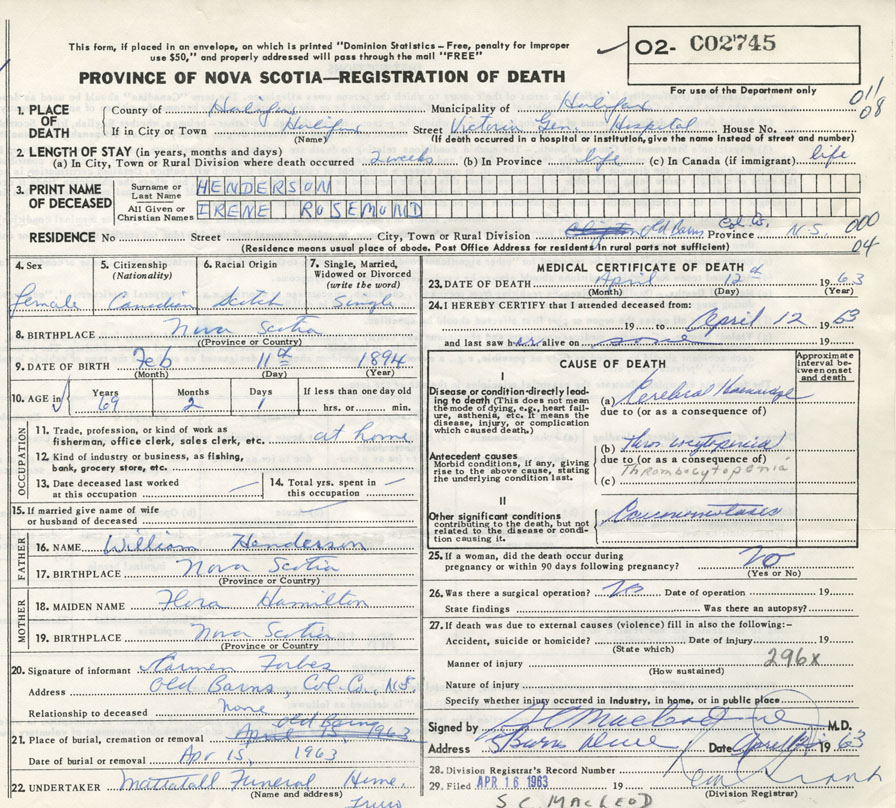 This form, if placed in an envelope, on which is printed "Dominion Statistics – Free, penalty for improper
use $50," and properly addressed will pass through the mail "FREE"
O2- C02745
PROVINCE OF NOVA SCOTIA—REGISTRATION OF DEATH
For use of the Department only
011
08
1. PLACE OF DEATH County of Halifax Municipality of Halifax
If in City or Town Halifax Street Victoria Gen. Hospital House No.
(Name) (If death occurred in a hospital or institution, give the name instead of street and number)
2. LENGTH OF STAY (in years, months and days)
(a) In City, Town or Rural Division where death occurred 2 weeks (b) In Province life (c) In Canada (if immigrant) life
3. PRINT NAME OF DECEASED
Surname or Last Name HENDERSON
All Given or Christian Names IRENE ROSEMUND
RESIDENCE No Street City, Town or Rural Division Old Barns Col. Co. Province N.S. 000
04
(Residence means usual place of abode. Post Office Address for residents in rural parts not sufficient)
4. Sex
female
5. Citizenship
(Nationality)
Canadian
6. Racial Origin
Scotch
7. Single, Married, Widowed or Divorced
(write the word)
Single
8. BIRTHPLACE Nova Scotia
(Province or Country)
9. DATE OF BIRTH Feb 11th 1894
(Month) (Day) (Year)
10. AGE in Years Months Days If less than one day old
69 2 1 hrs. or min.
OCCUPATION
11. Trade, profession, or kind of work as
fisherman, office clerk, sales clerk, etc. at home
12. Kind of industry or business, as fishing,
bank, grocery store, etc.
13. Date deceased last worked
at this occupation
14. Total yrs. spent in
this occupation
15. If married give name of wife
or husband of deceased
FATHER
16. NAME William Henderson
17. BIRTHPLACE Nova Scotia
(Province or Country)
MOTHER
18. MAIDEN NAME Flora Hamilton
19. BIRTHPLACE Nova Scotia
(Province or Country)
20. Signature of informant Forbes
Address Old Barns, Col. Co., N.S.
Relationship to deceased none
Old Barns
21. Place of burial, cremation or removal April 15 1963
Date of burial or removal Apr 15, 1963
22. UNDERTAKER Mattatall Funeral Home,
(Name and address) Truro
MEDICAL CERTIFICATE OF DEATH
23. DATE OF DEATH April 12th 1963
(Month) (Day) (Year)
24. I HEREBY CERTIFY that I attended deceased from:
19 to April 12 1963
and last saw her alive on
CAUSE OF DEATH
Approximate interval between onset and death
I
Disease or condition directly leading
to death (This does not mean
the mode of dying, e.g., heart failure,
asthenia, etc. It means the
disease, injury, or complication
which caused death.)
(a) Cerebral Hemorrhage
due to (or as a consequence of)
Antecedent causes
Morbid conditions, if any, giving
rise to the above cause, stating
the underlying condition last.
(b)
due to (or as a consequence of)
Thrombocytopenia
(c)
II
Other significant conditions
contributing to the death, but not
related to the disease or condition
causing it.
25. If a woman, did the death occur during
pregnancy or within 90 days following pregnancy? No
(Yes or No)
26. Was there a surgical operation? No Date of operation 19
State findings Was there an autopsy?
27. If death was due to external causes (violence) fill in also the following:-
Accident, suicide or homicide? Date of injury 19
(State which)
Manner of injury 296x
(How sustained)
Nature of injury
Specify whether injury occurred in Industry, in home, or in public place
Signed by M.D.
Address Date April 1963
28. Division Registrar's Record Number
29. Filed APR 16 1963 19
(Division Registrar)
S C MACLEOD